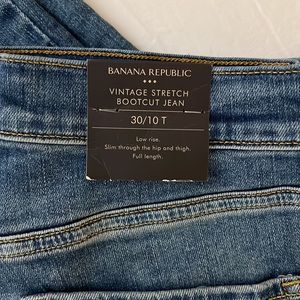 BANANA REPUBLIC
VINTAGE STRETCH
BOOTCUT JEAN
30/10 T
Low rise.
Slim through the hip and thigh.
Full length.